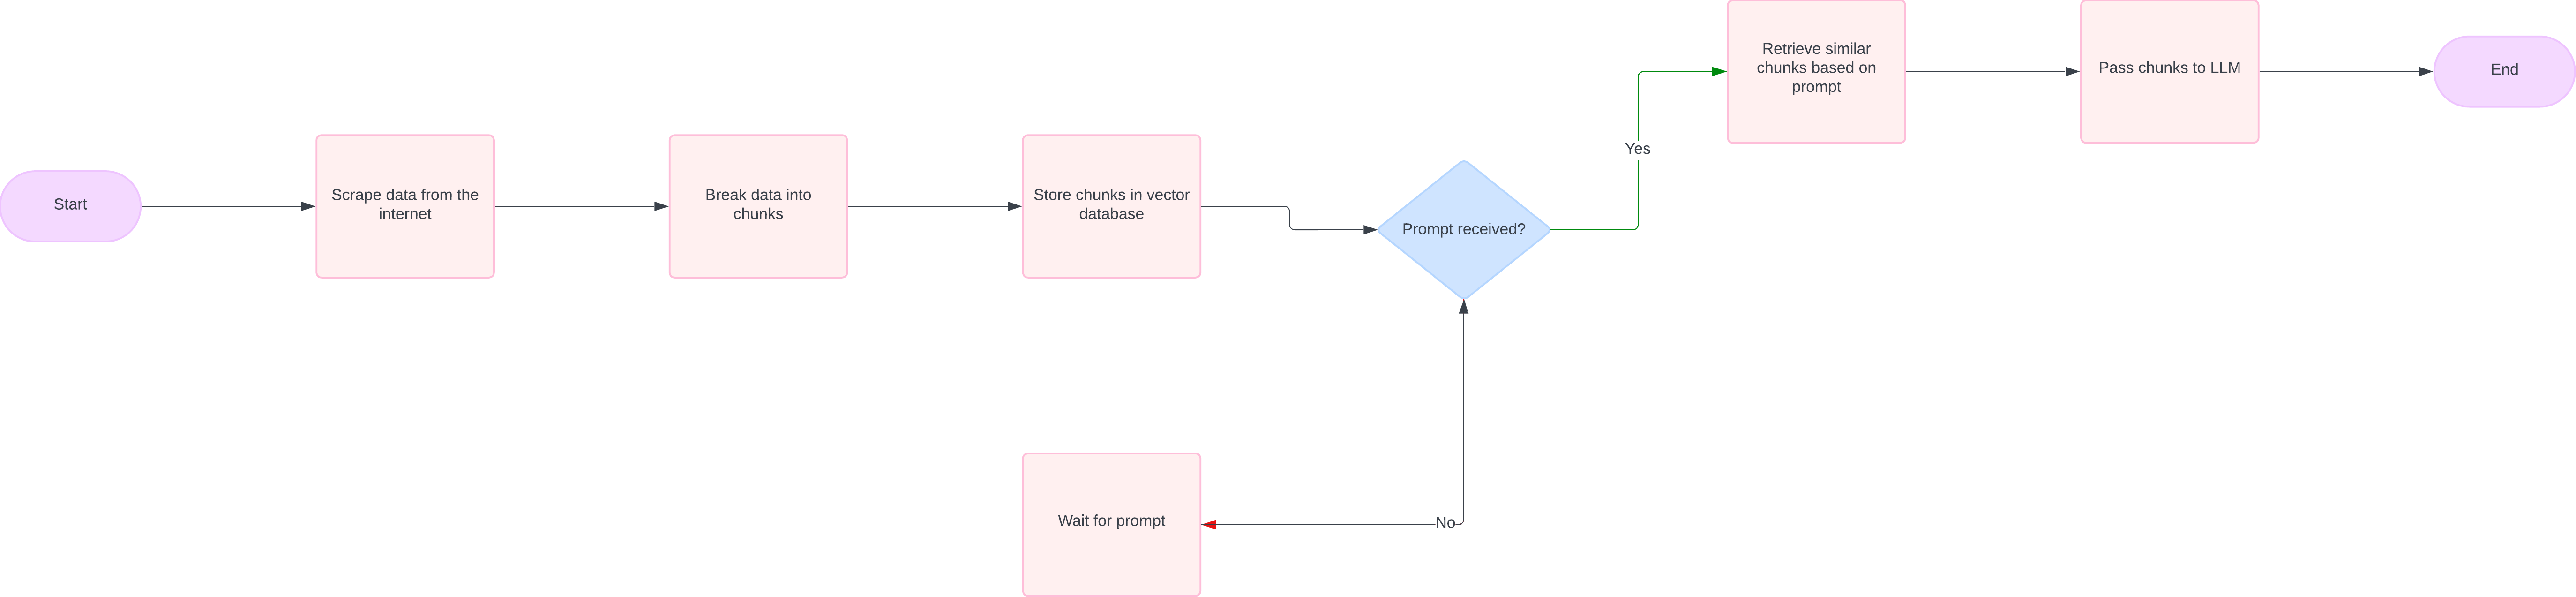 Start
Scrape data from the
internet
Break data into
chunks
Store chunks in vector
database
Prompt received?
Yes
Retrieve similar
chunks based on
prompt
Pass chunks to LLM
End
No
Wait for prompt